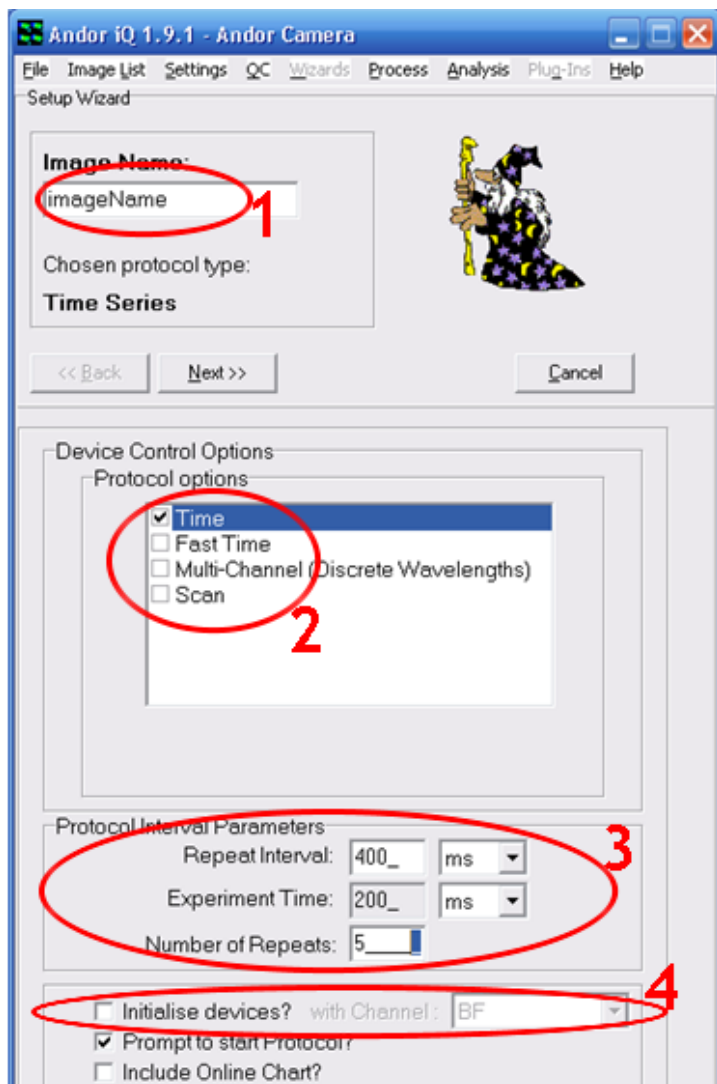 Andor iQ 1.9.1 - Andor Camera
File Image List Settings QC Wizards Process Analysis Plug-Ins Help
Setup Wizard
Image Name:
imageName
1
Chosen protocol type:
Time Series
<< Back Next >> Cancel
Device Control Options
Protocol options
Time
Fast Time
Multi-Channel (Discrete Wavelengths)
Scan
2
Protocol Interval Parameters
3
Repeat Interval: 400_ ms
Experiment Time: 200_ ms
Number of Repeats: 5____
4
Initialise devices? with Channel : BF
Prompt to start Protocol?
Include Online Chart?